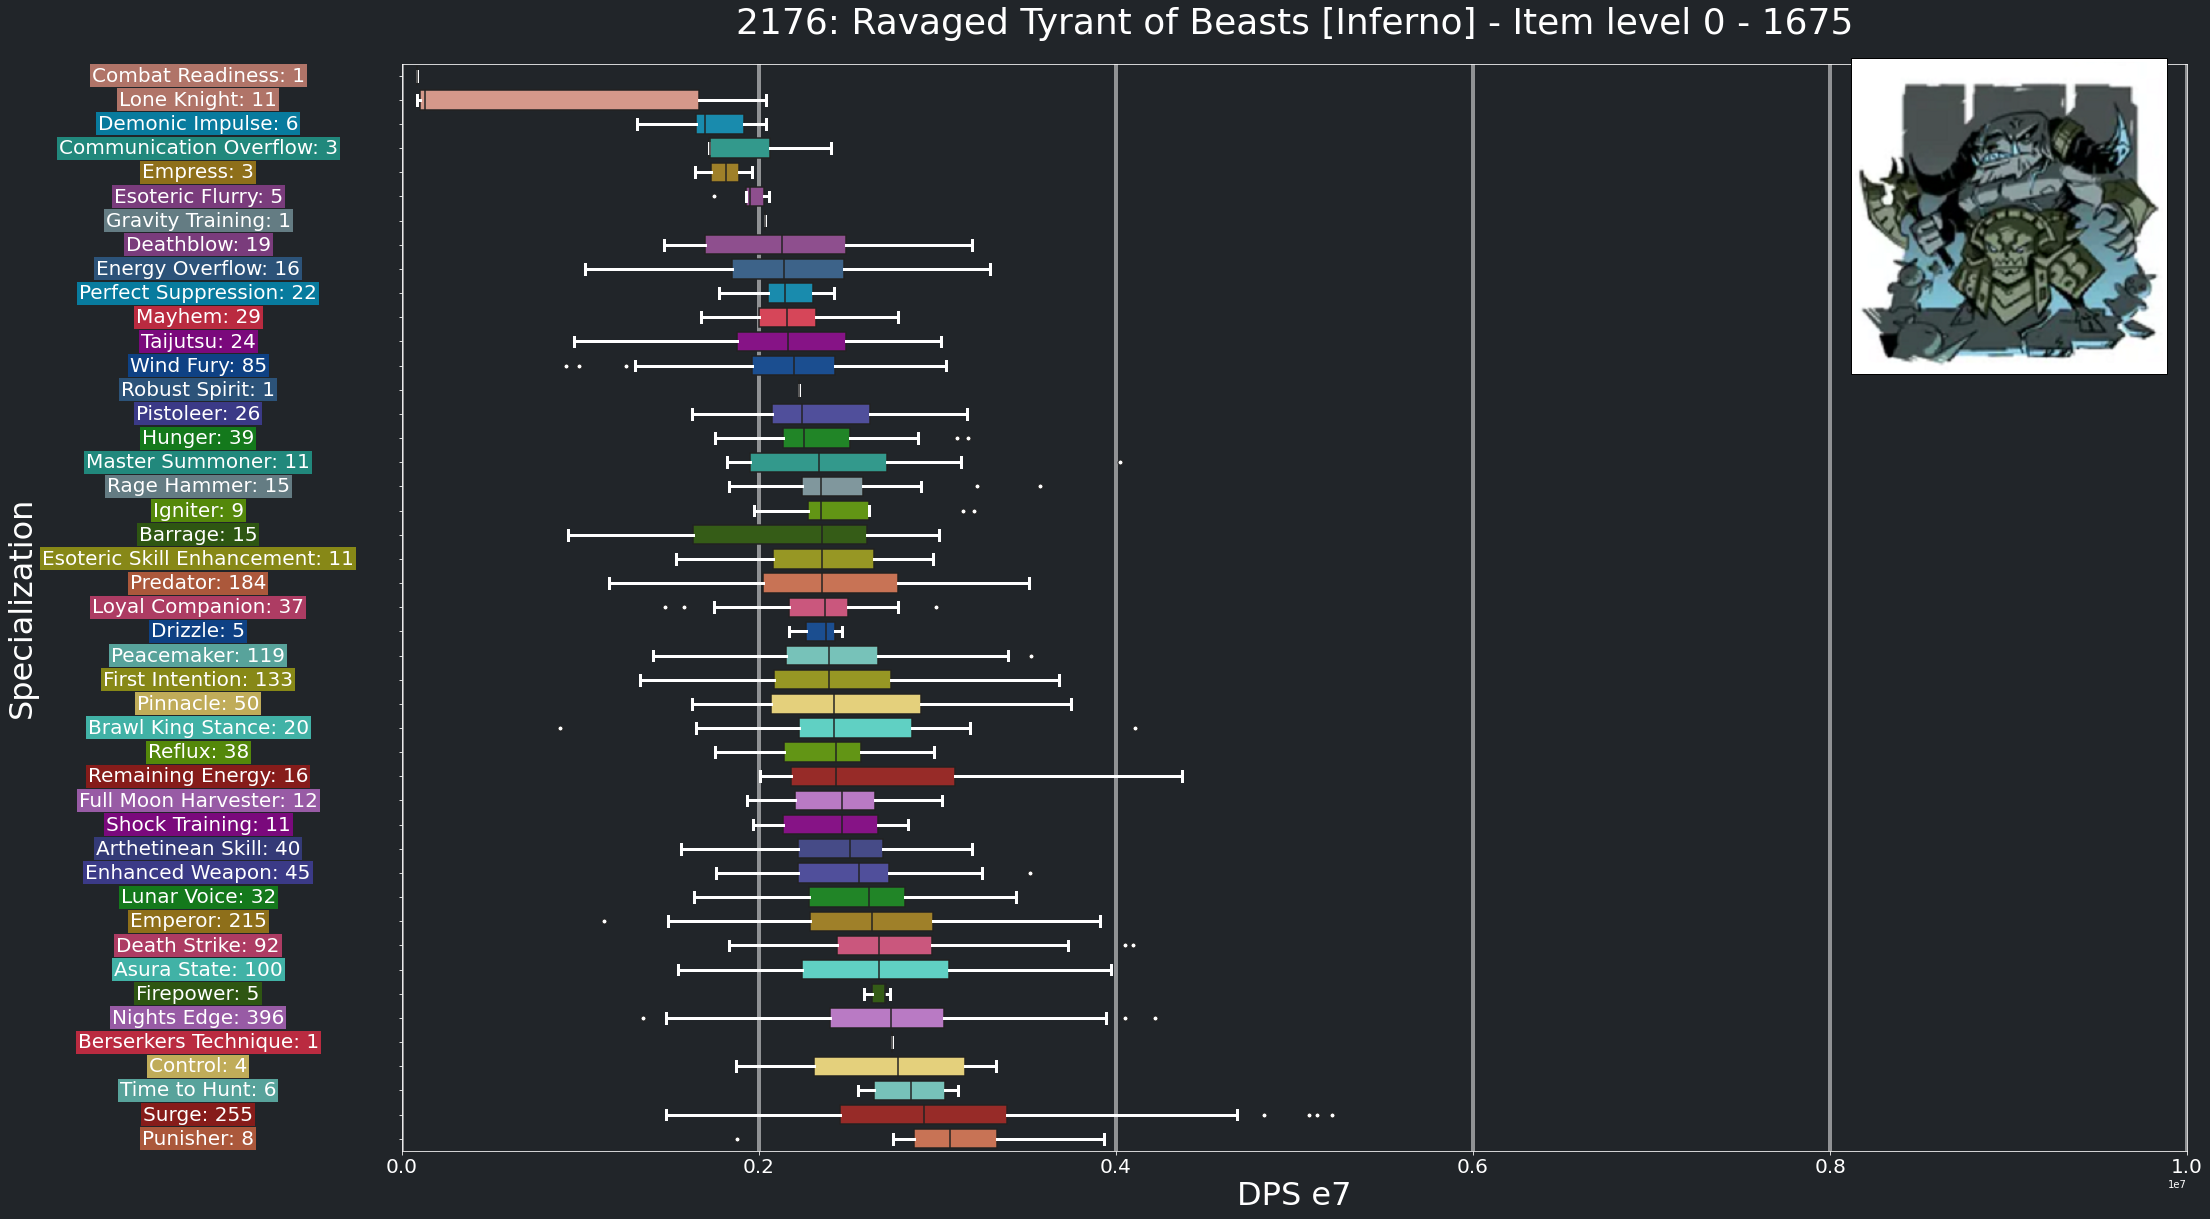 2176: Ravaged Tyrant of Beasts [Inferno] - Item level 0 - 1675
Specialization
Combat Readiness: 1
Lone Knight: 11
Demonic Impulse: 6
Communication Overflow: 3
Empress: 3
Esoteric Flurry: 5
Gravity Training: 1
Deathblow: 19
Energy Overflow: 16
Perfect Suppression: 22
Mayhem: 29
Taijutsu: 24
Wind Fury: 85
Robust Spirit: 1
Pistoleer: 26
Hunger: 39
Master Summoner: 11
Rage Hammer: 15
Igniter: 9
Barrage: 15
Esoteric Skill Enhancement: 11
Predator: 184
Loyal Companion: 37
Drizzle: 5
Peacemaker: 119
First Intention: 133
Pinnacle: 50
Brawl King Stance: 20
Reflux: 38
Remaining Energy: 16
Full Moon Harvester: 12
Shock Training: 11
Arthetinean Skill: 40
Enhanced Weapon: 45
Lunar Voice: 32
Emperor: 215
Death Strike: 92
Asura State: 100
Firepower: 5
Nights Edge: 396
Berserkers Technique: 1
Control: 4
Time to Hunt: 6
Surge: 255
Punisher: 8
0.0 0.2 0.4 0.6 0.8 1.0
1e7
DPS e7